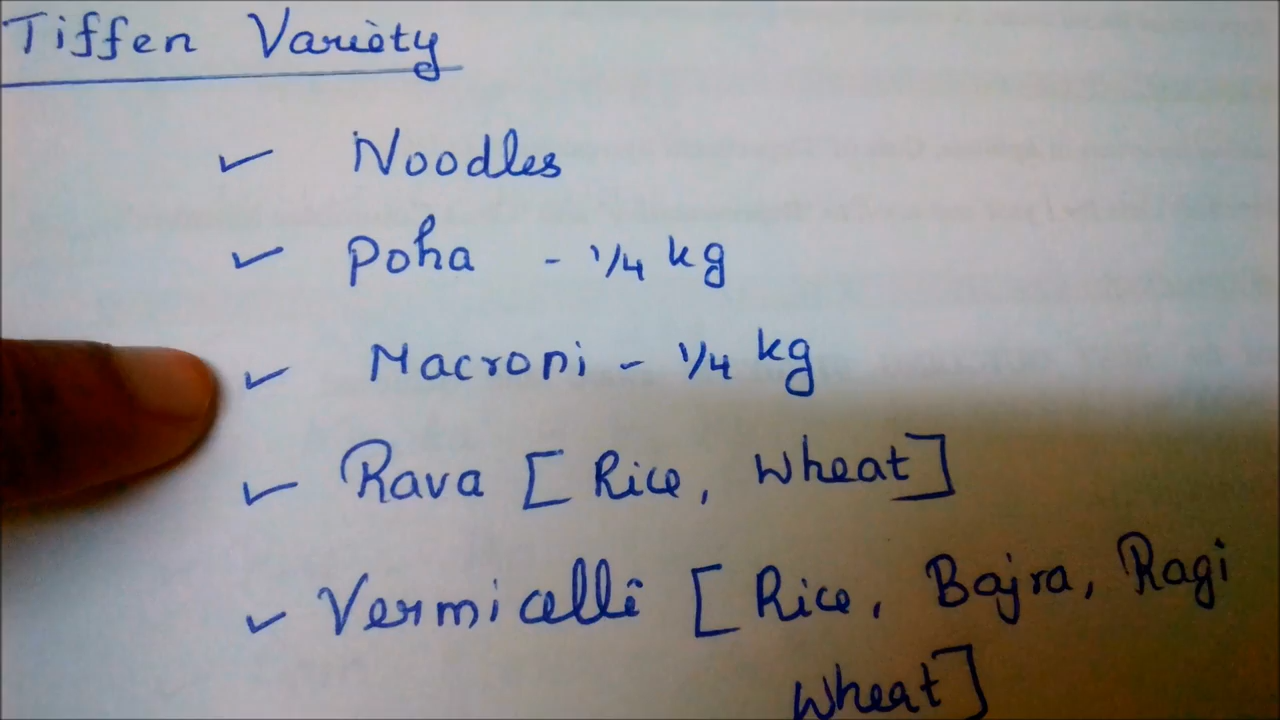 Tiffen Variety
✓ Noodles
✓ Poha - 1/4 kg
✓ Macroni - 1/4 kg
✓ Rava [Rice, Wheat]
✓ Vermicelli [Rice, Bajra, Ragi
Wheat]